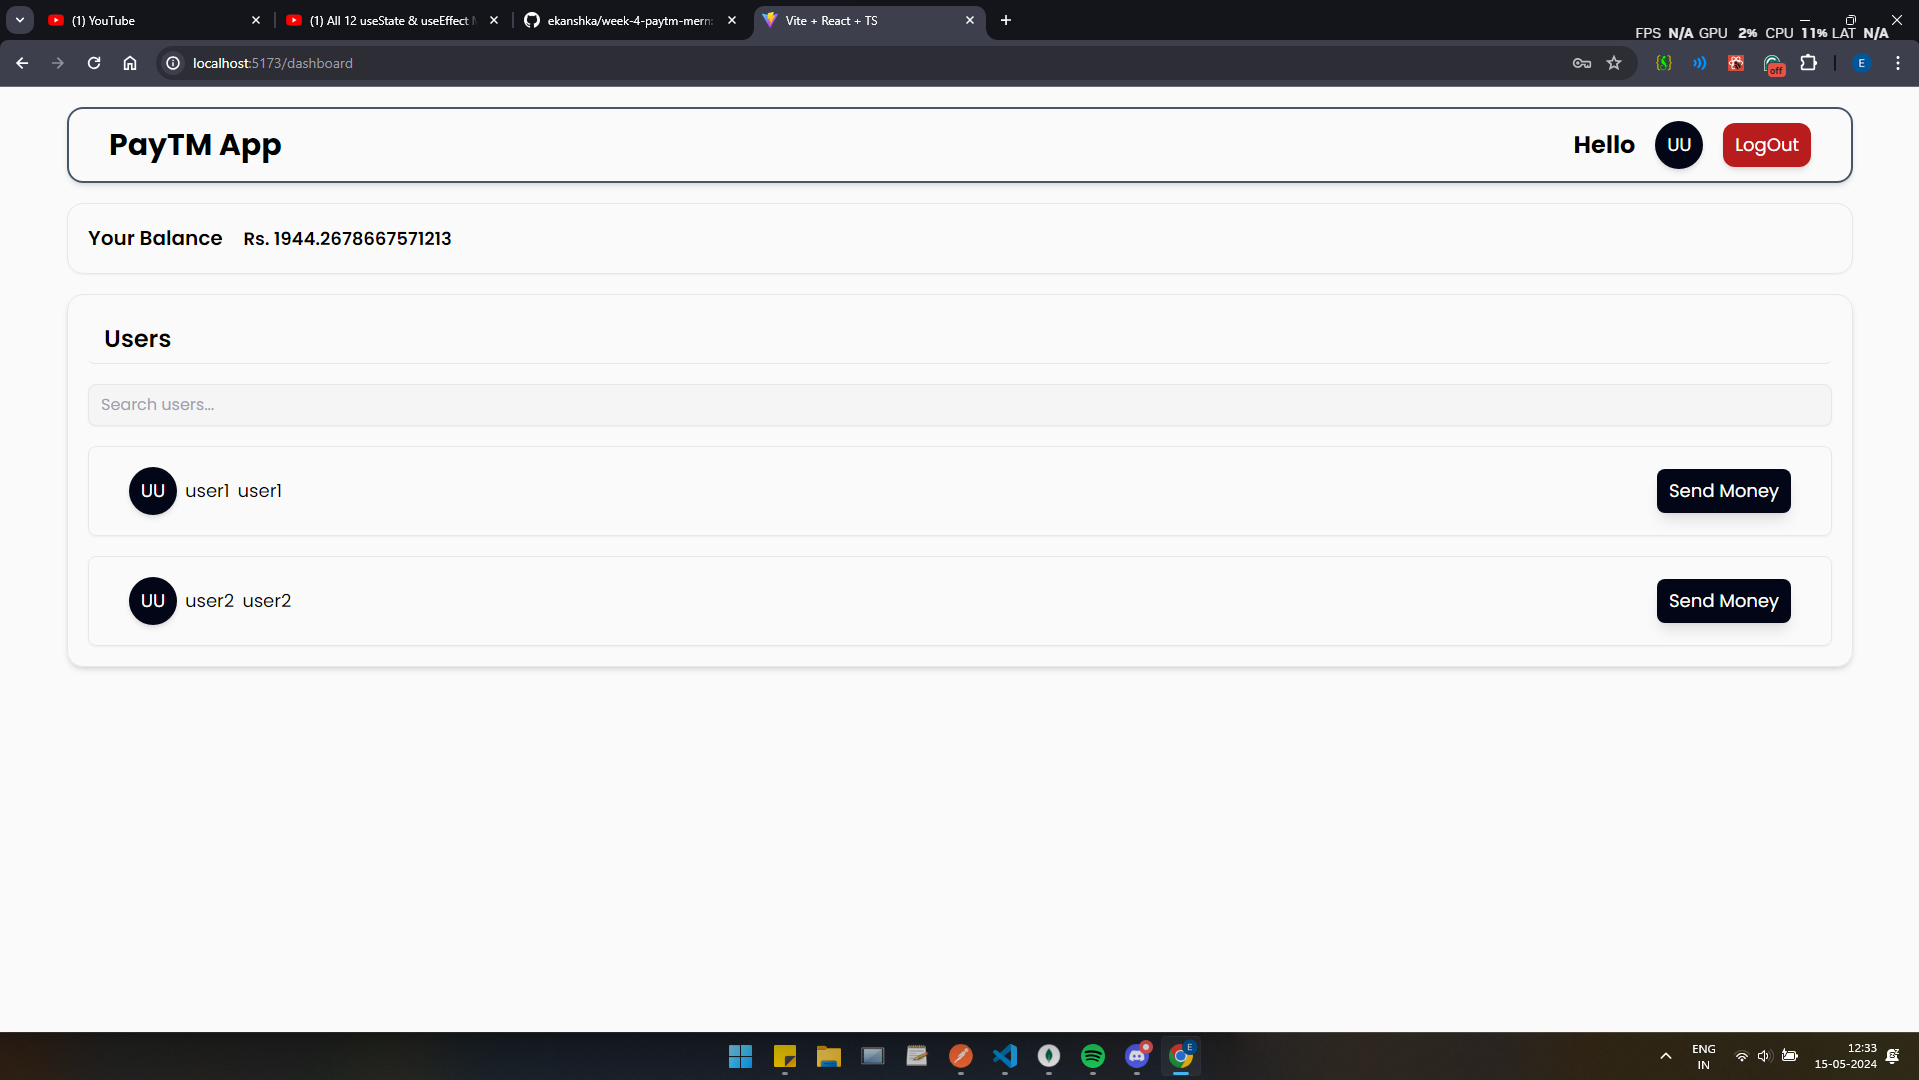 (1) YouTube
(1) All 12 useState & useEffect
ekanshka/week-4-paytm-mern
Vite + React + TS
FPS N/A GPU 2% CPU 11% LAT N/A
localhost:5173/dashboard
off
E
PayTM App
Hello
UU
LogOut
Your Balance
Rs. 1944.2678667571213
Users
Search users...
UU
user1 user1
Send Money
UU
user2 user2
Send Money
E
ENG
IN
12:33
15-05-2024